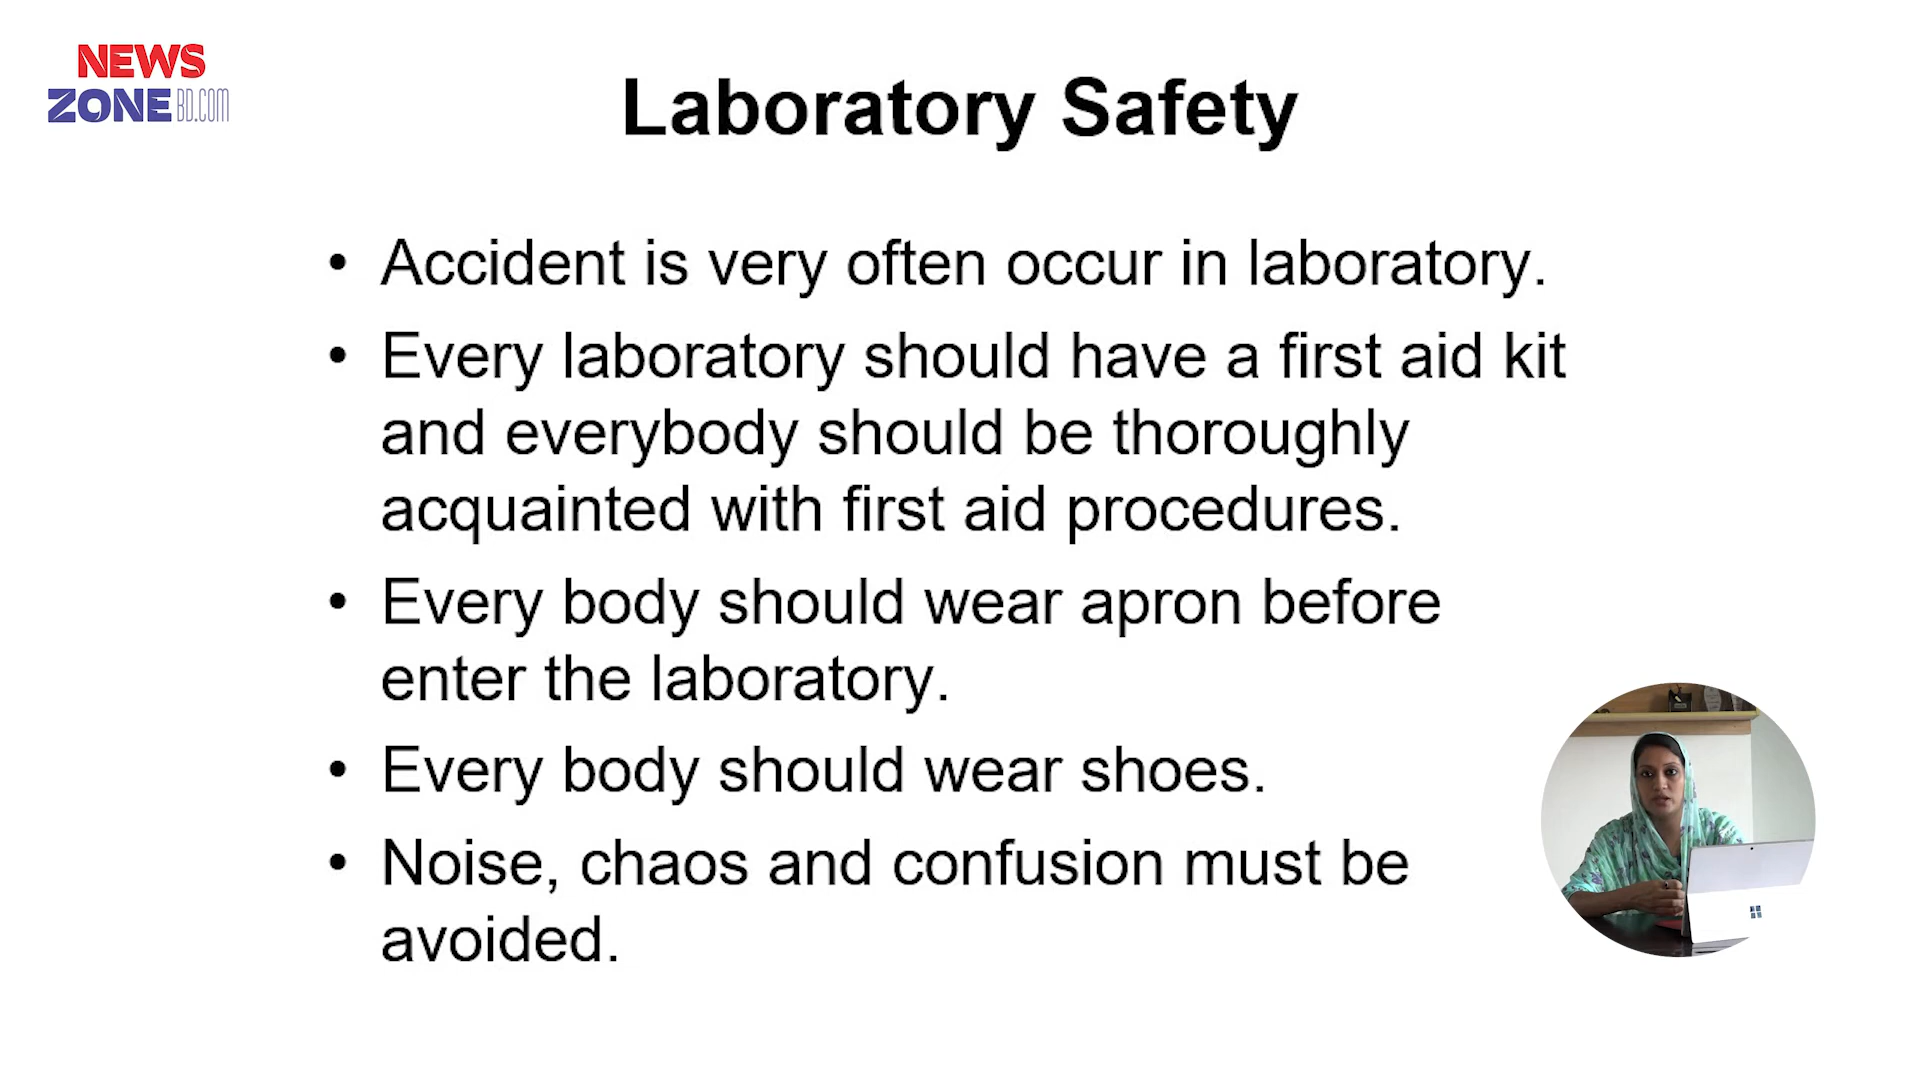 NEWS
ZONE BD.COM
Laboratory Safety
• Accident is very often occur in laboratory.
• Every laboratory should have a first aid kit
and everybody should be thoroughly
acquainted with first aid procedures.
• Every body should wear apron before
enter the laboratory.
• Every body should wear shoes.
• Noise, chaos and confusion must be
avoided.